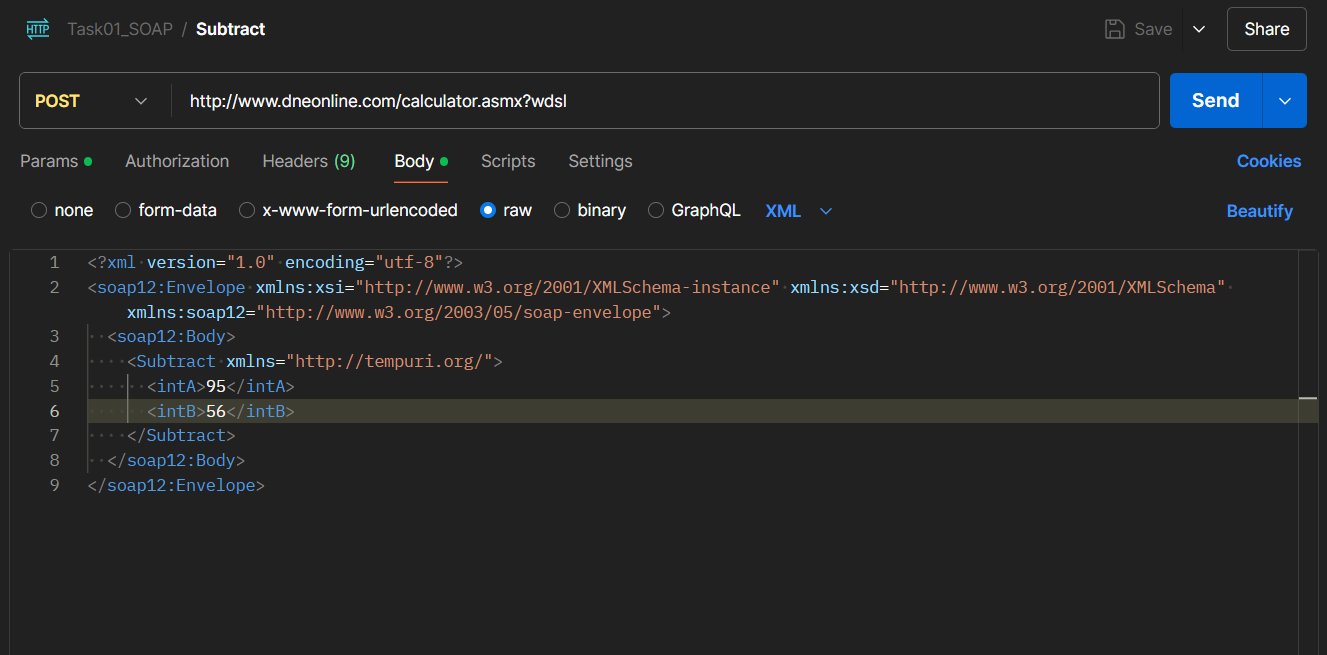 HTTP Task01_SOAP / Subtract Save Share
POST http://www.dneonline.com/calculator.asmx?wdsl Send
Params Authorization Headers (9) Body Scripts Settings Cookies
none form-data x-www-form-urlencoded raw binary GraphQL XML Beautify
1 <?xml version="1.0" encoding="utf-8"?>
2 <soap12:Envelope xmlns:xsi="http://www.w3.org/2001/XMLSchema-instance" xmlns:xsd="http://www.w3.org/2001/XMLSchema"
xmlns:soap12="http://www.w3.org/2003/05/soap-envelope">
3 <soap12:Body>
4 <Subtract xmlns="http://tempuri.org/">
5 <intA>95</intA>
6 <intB>56</intB>
7 </Subtract>
8 </soap12:Body>
9 </soap12:Envelope>